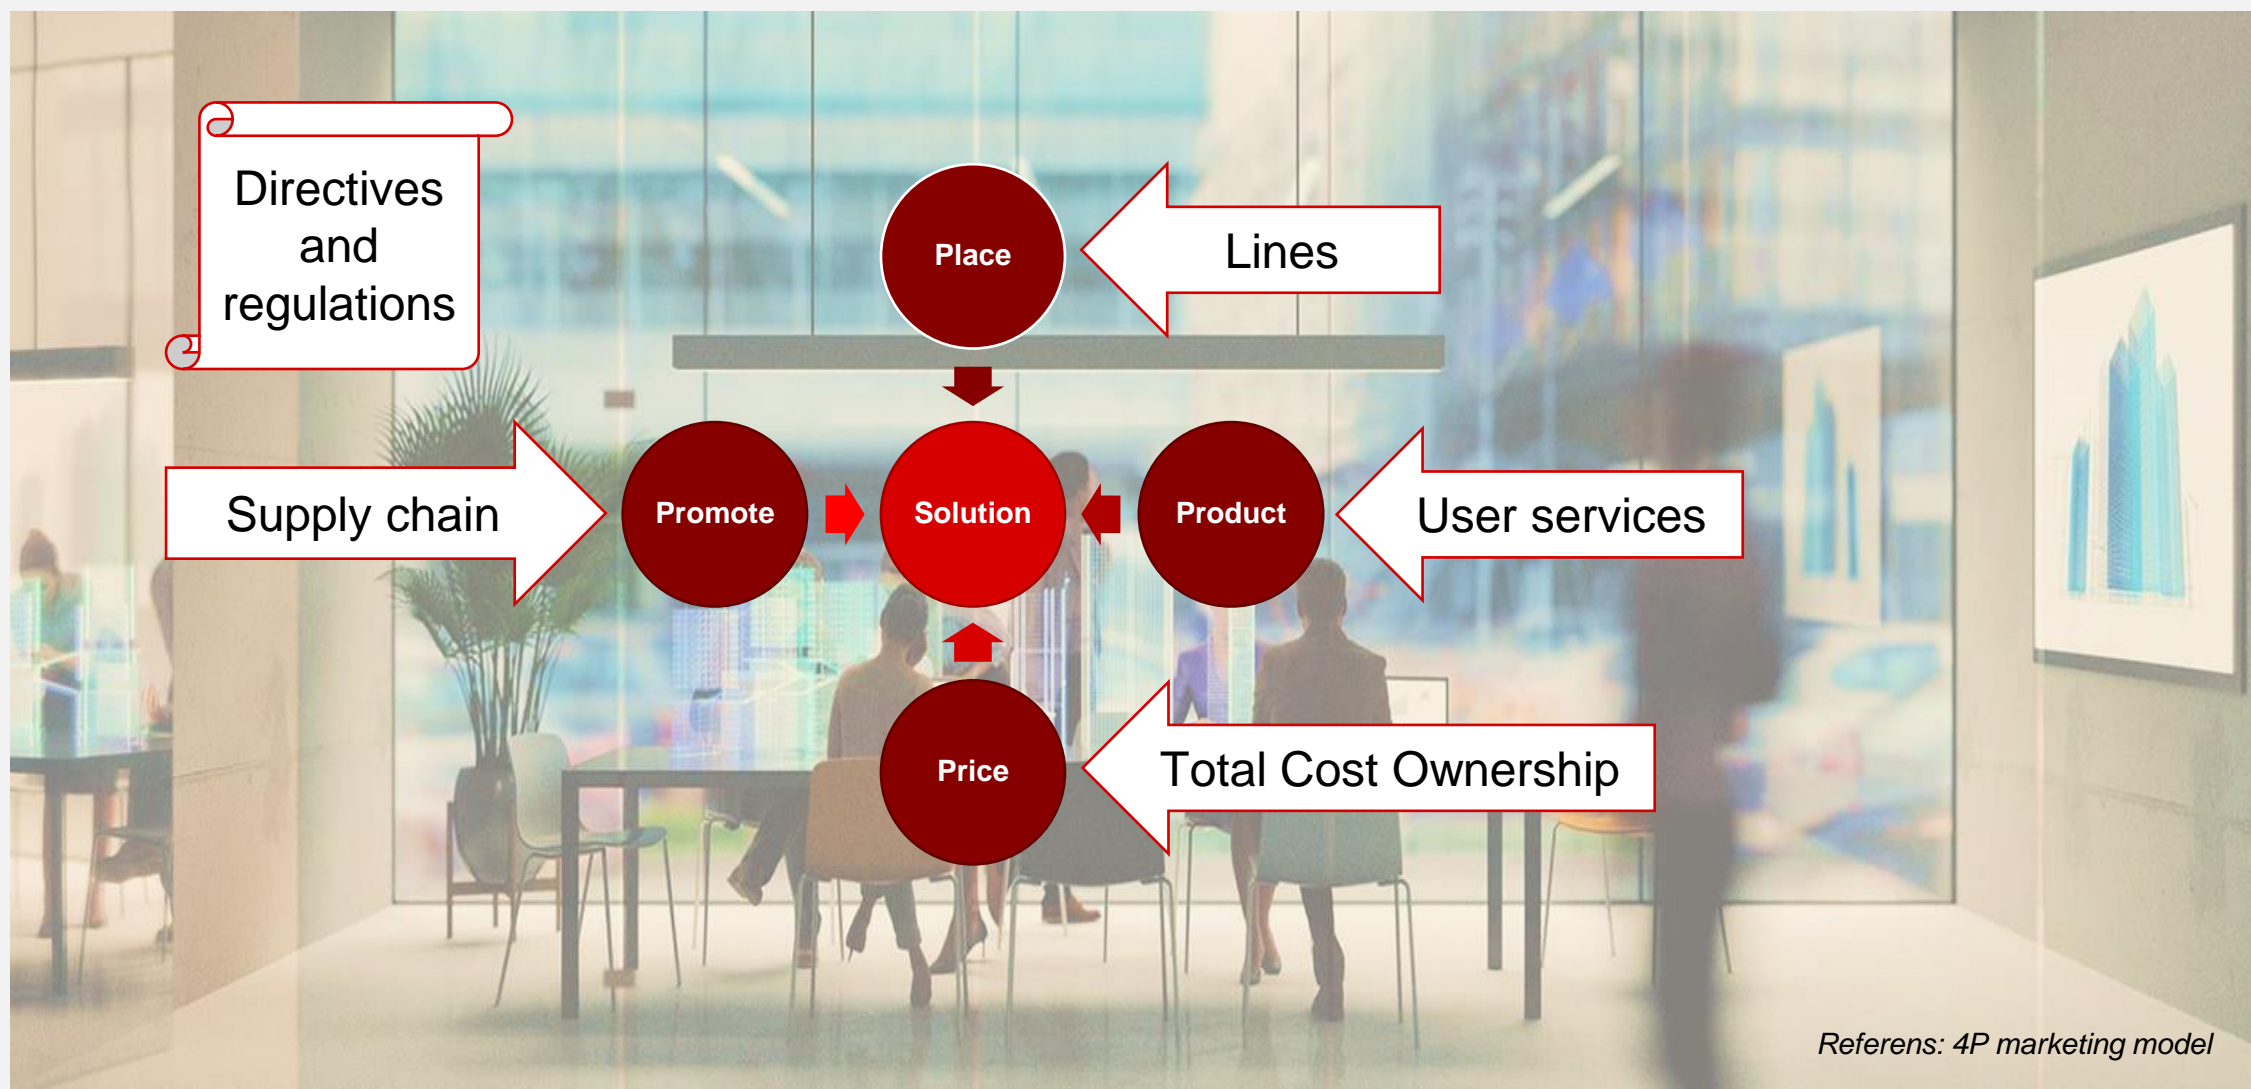 Directives
and
regulations
Place
Lines
Supply chain
Promote
Solution
Product
User services
Price
Total Cost Ownership
Referens: 4P marketing model